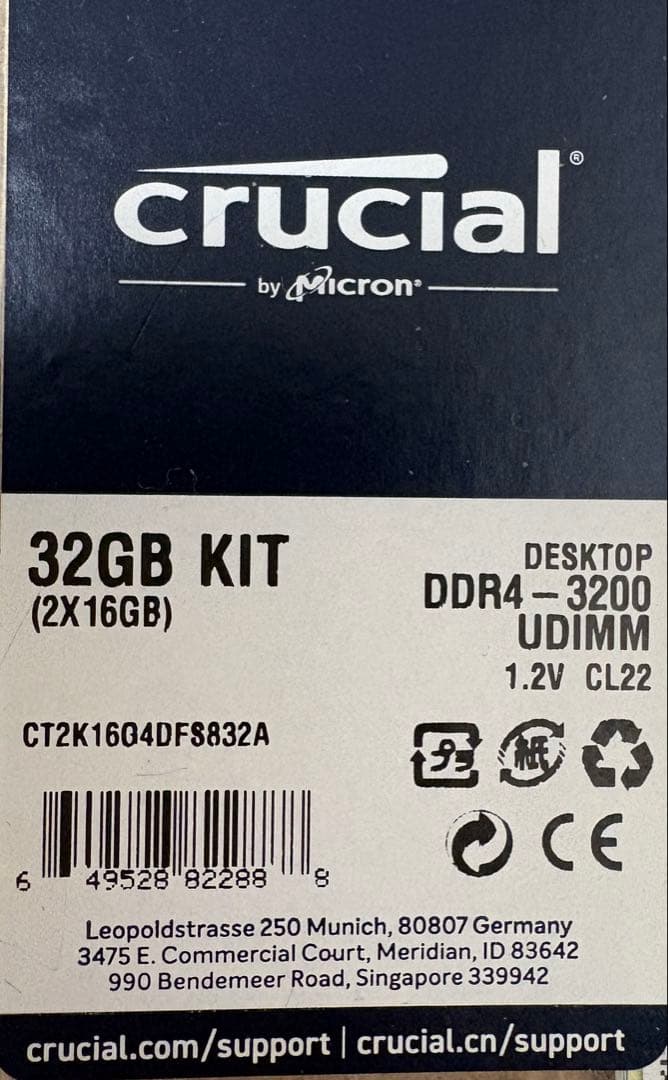 crucial®
by Micron®
32GB KIT
(2X16GB)
DESKTOP
DDR4-3200
UDIMM
1.2V CL22
CT2K16G4DFS832A
プラ
紙
CE
6 49528 82288 8
Leopoldstrasse 250 Munich, 80807 Germany
3475 E. Commercial Court, Meridian, ID 83642
990 Bendemeer Road, Singapore 339942
crucial.com/support | crucial.cn/support